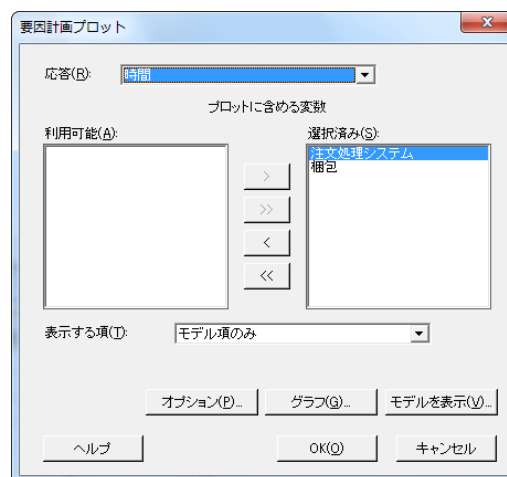 要因計画プロット
応答(R): 時間
プロットに含める変数
利用可能(A): 選択済み(S):
注文処理システム
梱包
>
>>
<
<<
表示する項(T): モデル項のみ
オプション(P)... グラフ(G)... モデルを表示(V)...
ヘルプ OK(O) キャンセル